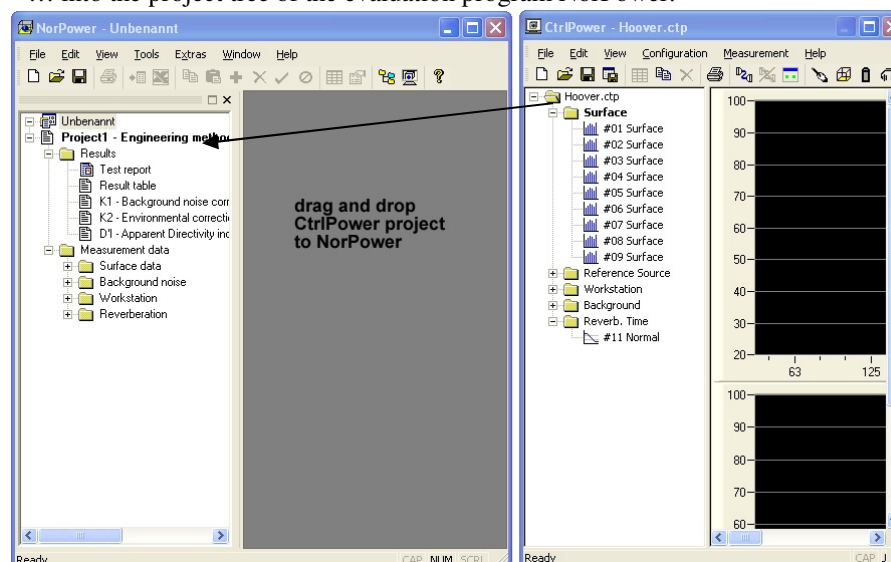 ... into the project tree of the evaluation program NorPower.
NorPower - Unbenannt
File Edit View Tools Extras Window Help
Unbenannt
Project1 - Engineering method
Results
Test report
Result table
K1 - Background noise corr
K2 - Environmental correcti
D'I - Apparent Directivity ind
Measurement data
Surface data
Background noise
Workstation
Reverberation
Ready
CAP NUM SCRL
drag and drop
CtrlPower project
to NorPower
CtrlPower - Hoover.ctp
File Edit View Configuration Measurement Help
Hoover.ctp
Surface
#01 Surface
#02 Surface
#03 Surface
#04 Surface
#05 Surface
#06 Surface
#07 Surface
#08 Surface
#09 Surface
Reference Source
Workstation
Background
Reverb. Time
#11 Normal
100
90
80
70
60
50
40
30
20
63 125
100
90
80
70
60
Ready
CAP